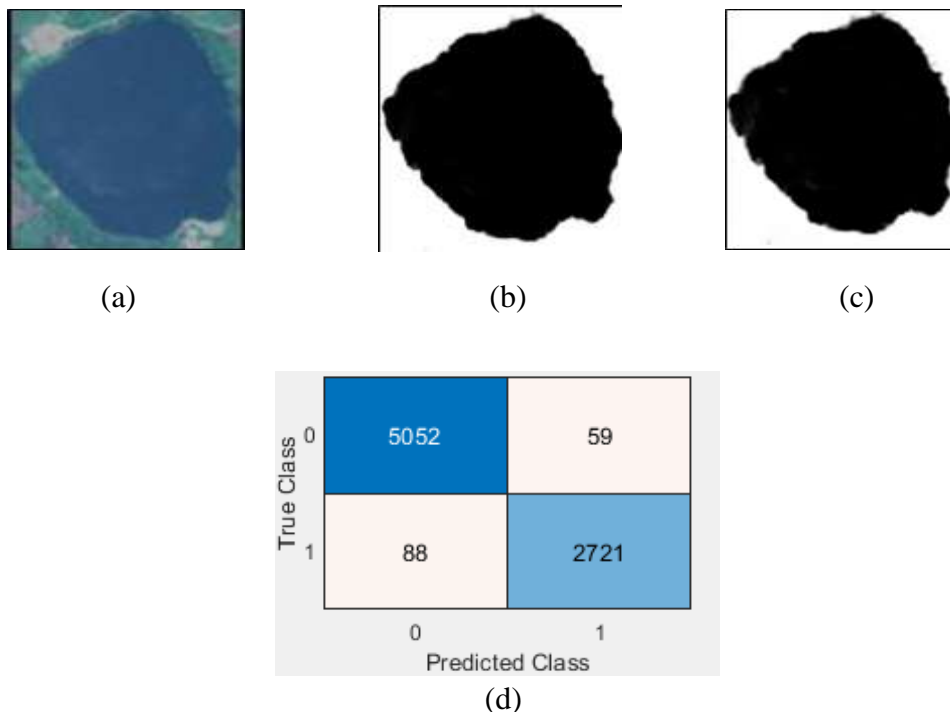 (a)
(b)
(c)
True Class
0
5052
59
1
88
2721
0
1
Predicted Class
(d)